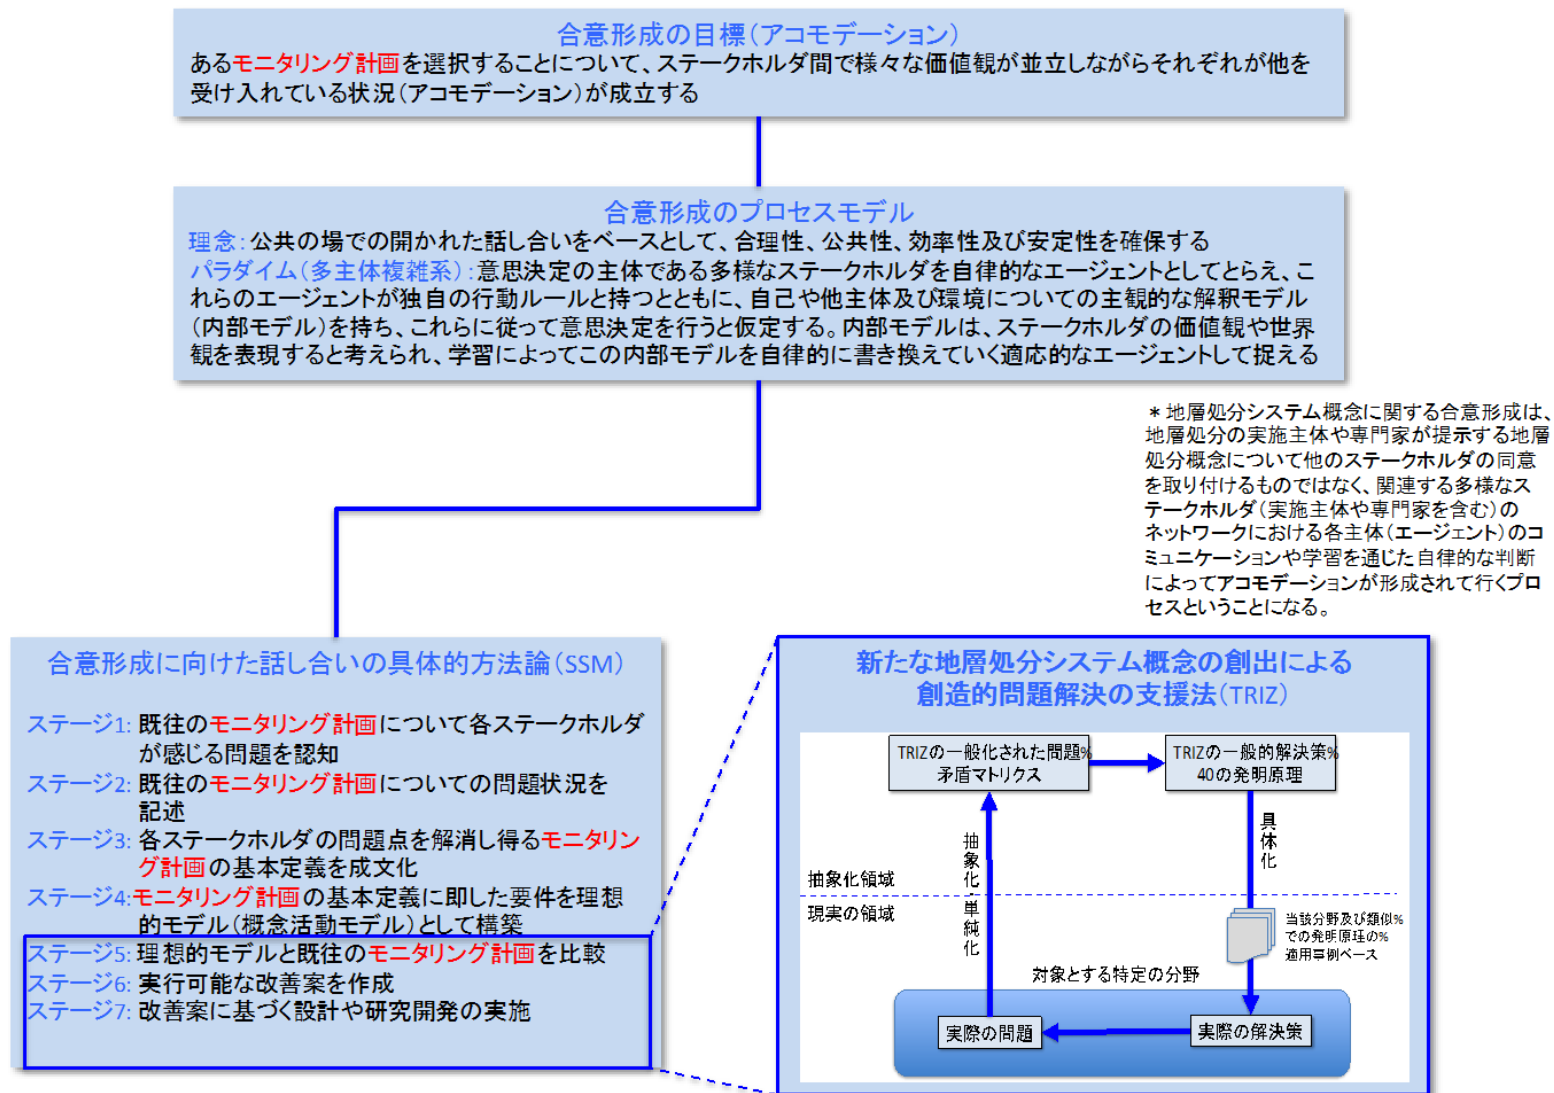 合意形成の目標(アコモデーション)
あるモニタリング計画を選択することについて、ステークホルダ間で様々な価値観が並立しながらそれぞれが他を
受け入れている状況(アコモデーション)が成立する
合意形成のプロセスモデル
理念:公共の場での開かれた話し合いをベースとして、合理性、公共性、効率性及び安定性を確保する
パラダイム(多主体複雑系):意思決定の主体である多様なステークホルダを自律的なエージェントとしてとらえ、こ
れらのエージェントが独自の行動ルールと持つとともに、自己や他主体及び環境についての主観的な解釈モデル
(内部モデル)を持ち、これらに従って意思決定を行うと仮定する。内部モデルは、ステークホルダの価値観や世界
観を表現すると考えられ、学習によってこの内部モデルを自律的に書き換えていく適応的なエージェントして捉える
*地層処分システム概念に関する合意形成は、
地層処分の実施主体や専門家が提示する地層
処分概念について他のステークホルダの同意
を取り付けるものではなく、関連する多様なス
テークホルダ(実施主体や専門家を含む)の
ネットワークにおける各主体(エージェント)のコ
ミュニケーションや学習を通じた自律的な判断
によってアコモデーションが形成されて行くプロ
セスということになる。
合意形成に向けた話し合いの具体的方法論(SSM)
ステージ1: 既往のモニタリング計画について各ステークホルダ
が感じる問題を認知
ステージ2: 既往のモニタリング計画についての問題状況を
記述
ステージ3: 各ステークホルダの問題点を解消し得るモニタリン
グ計画の基本定義を成文化
ステージ4:モニタリング計画の基本定義に即した要件を理想
的モデル(概念活動モデル)として構築
ステージ5: 理想的モデルと既往のモニタリング計画を比較
ステージ6: 実行可能な改善案を作成
ステージ7: 改善案に基づく設計や研究開発の実施
新たな地層処分システム概念の創出による
創造的問題解決の支援法(TRIZ)
TRIZの一般化された問題%
矛盾マトリクス
TRIZの一般的解決策%
40の発明原理
抽象化・単純化
具体化
抽象化領域
現実の領域
当該分野及び類似%
での発明原理の%
適用事例ベース
対象とする特定の分野
実際の問題
実際の解決策